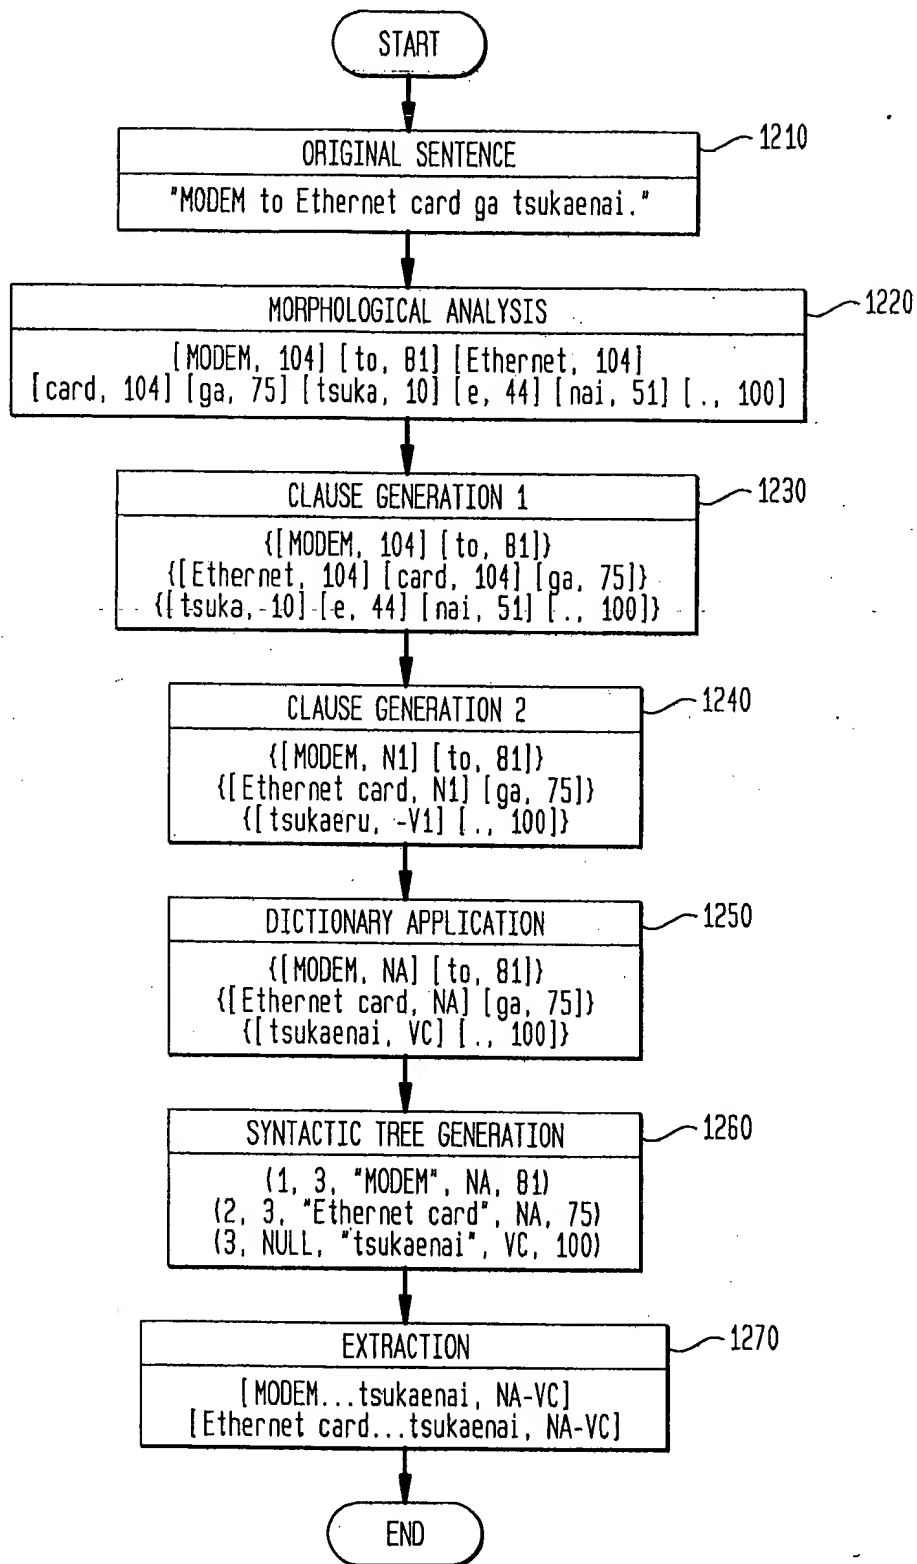 START
1210
ORIGINAL SENTENCE
"MODEM to Ethernet card ga tsukaenai."
1220
MORPHOLOGICAL ANALYSIS
[MODEM, 104] [to, 81] [Ethernet, 104]
[card, 104] [ga, 75] [tsuka, 10] [e, 44] [nai, 51] [., 100]
1230
CLAUSE GENERATION 1
{[MODEM, 104] [to, 81]}
{[Ethernet, 104] [card, 104] [ga, 75]}
{[tsuka, 10] [e, 44] [nai, 51] [., 100]}
1240
CLAUSE GENERATION 2
{[MODEM, N1] [to, 81]}
{[Ethernet card, N1] [ga, 75]}
{[tsukaeru, -V1] [., 100]}
1250
DICTIONARY APPLICATION
{[MODEM, NA] [to, 81]}
{[Ethernet card, NA] [ga, 75]}
{[tsukaenai, VC] [., 100]}
1260
SYNTACTIC TREE GENERATION
(1, 3, "MODEM", NA, 81)
(2, 3, "Ethernet card", NA, 75)
(3, NULL, "tsukaenai", VC, 100)
1270
EXTRACTION
[MODEM...tsukaenai, NA-VC]
[Ethernet card...tsukaenai, NA-VC]
END